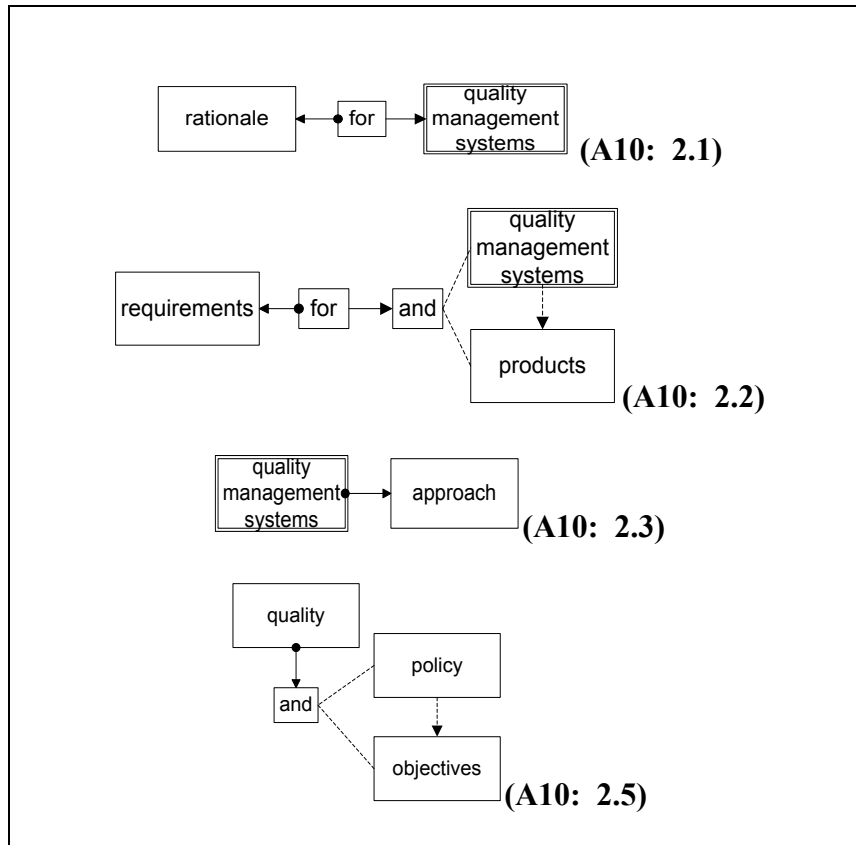 rationale
for
quality
management
systems
(A10: 2.1)
requirements
for
and
quality
management
systems
products
(A10: 2.2)
quality
management
systems
approach
(A10: 2.3)
quality
and
policy
objectives
(A10: 2.5)